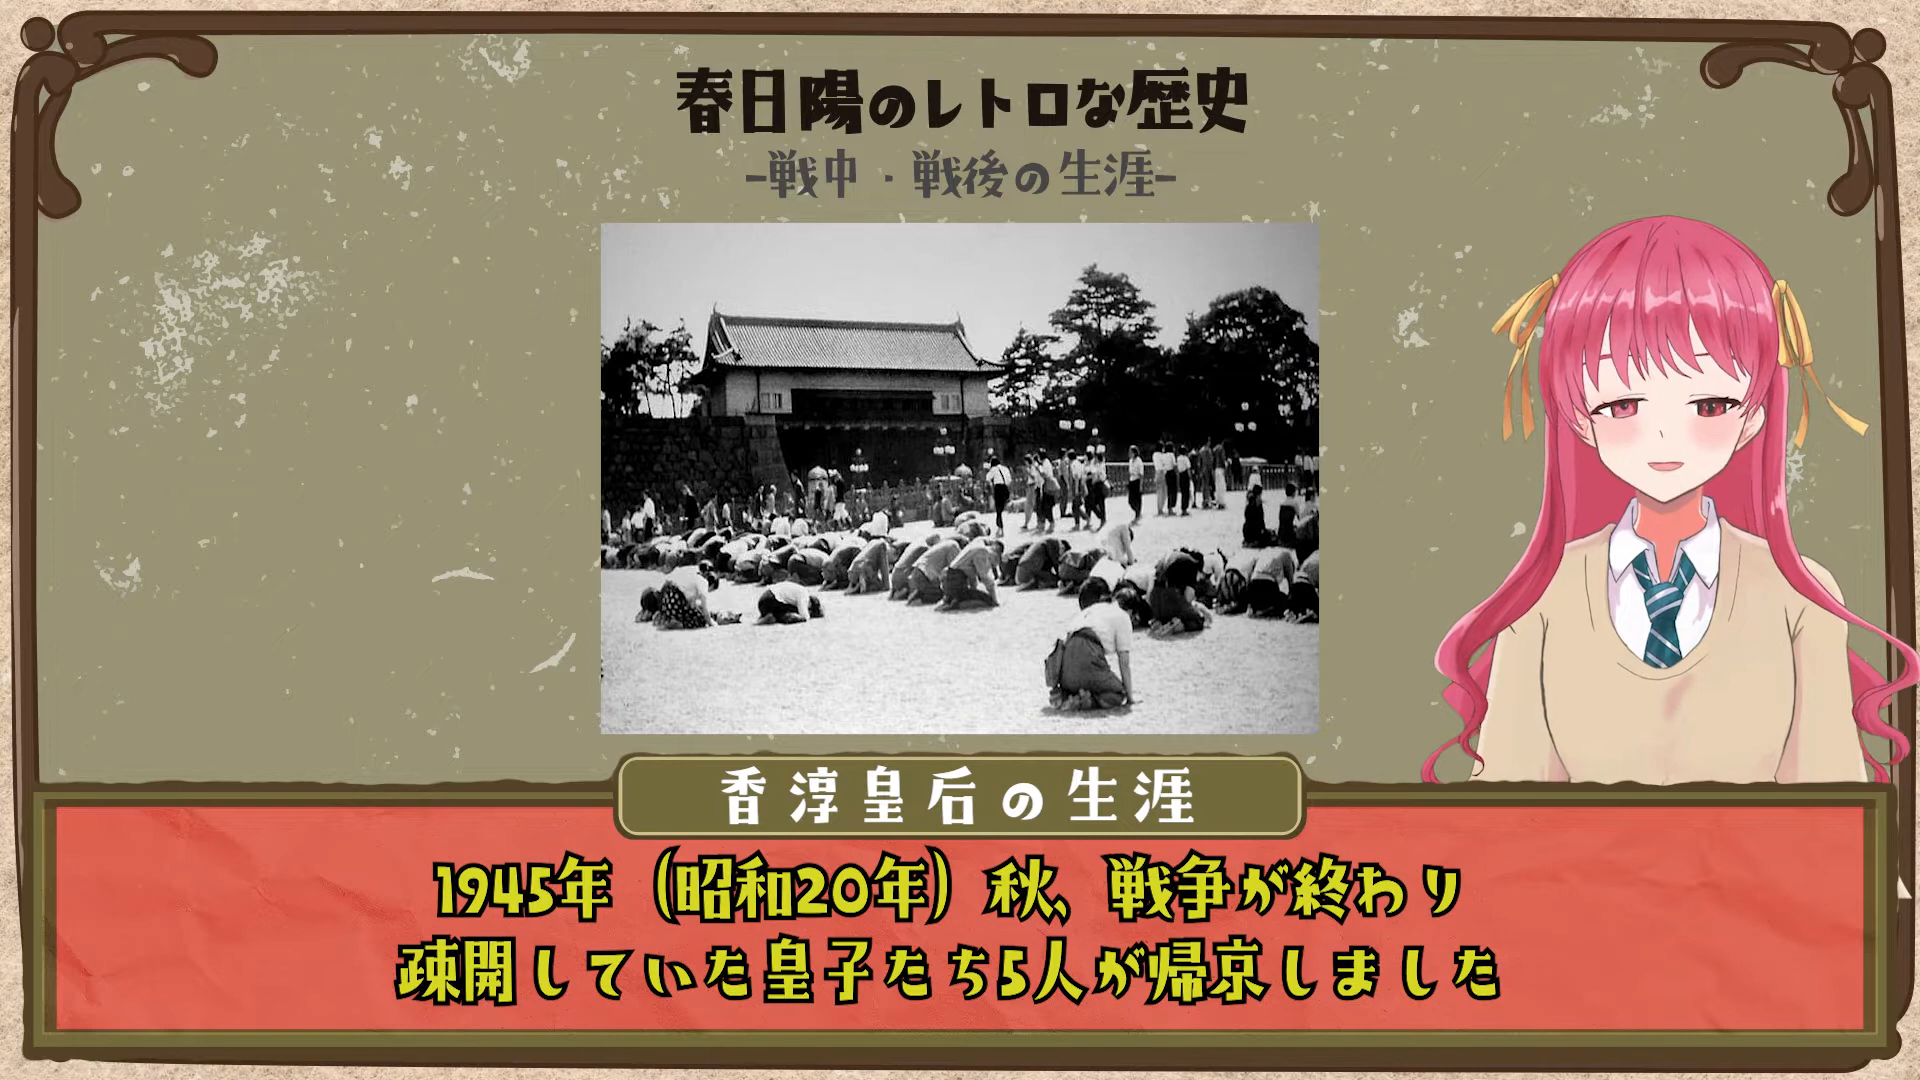 春日陽のレトロな歴史
-戦中・戦後の生涯-
香淳皇后の生涯
1945年（昭和20年）秋、戦争が終わり
疎開していた皇子たち5人が帰京しました